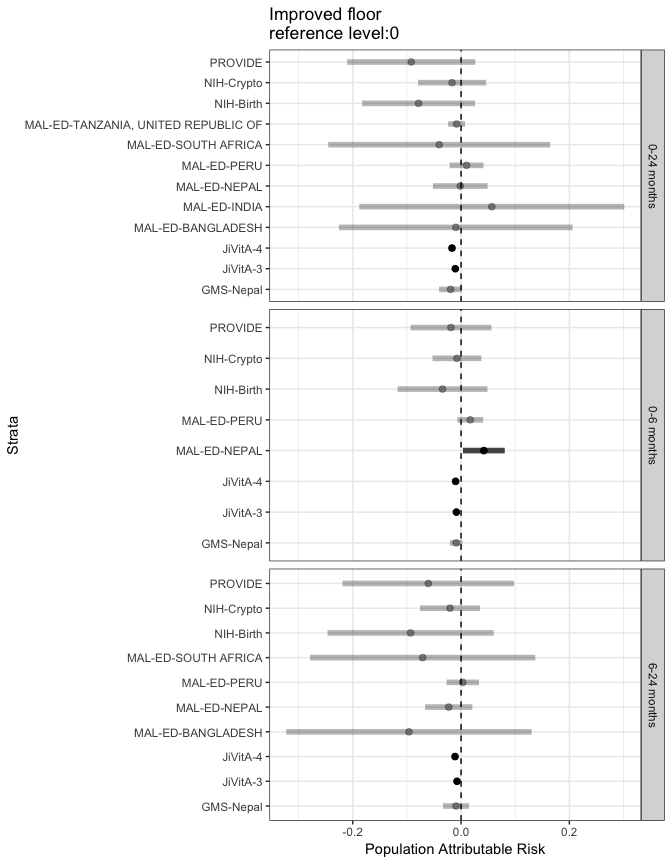 Improved floor
reference level:0
PROVIDE
NIH-Crypto
NIH-Birth
MAL-ED-TANZANIA, UNITED REPUBLIC OF
MAL-ED-SOUTH AFRICA
MAL-ED-PERU
MAL-ED-NEPAL
MAL-ED-INDIA
MAL-ED-BANGLADESH
JiVitA-4
JiVitA-3
GMS-Nepal
0-24 months
PROVIDE
NIH-Crypto
NIH-Birth
MAL-ED-PERU
MAL-ED-NEPAL
JiVitA-4
JiVitA-3
GMS-Nepal
0-6 months
PROVIDE
NIH-Crypto
NIH-Birth
MAL-ED-SOUTH AFRICA
MAL-ED-PERU
MAL-ED-NEPAL
MAL-ED-BANGLADESH
JiVitA-4
JiVitA-3
GMS-Nepal
6-24 months
Strata
-0.2 0.0 0.2
Population Attributable Risk